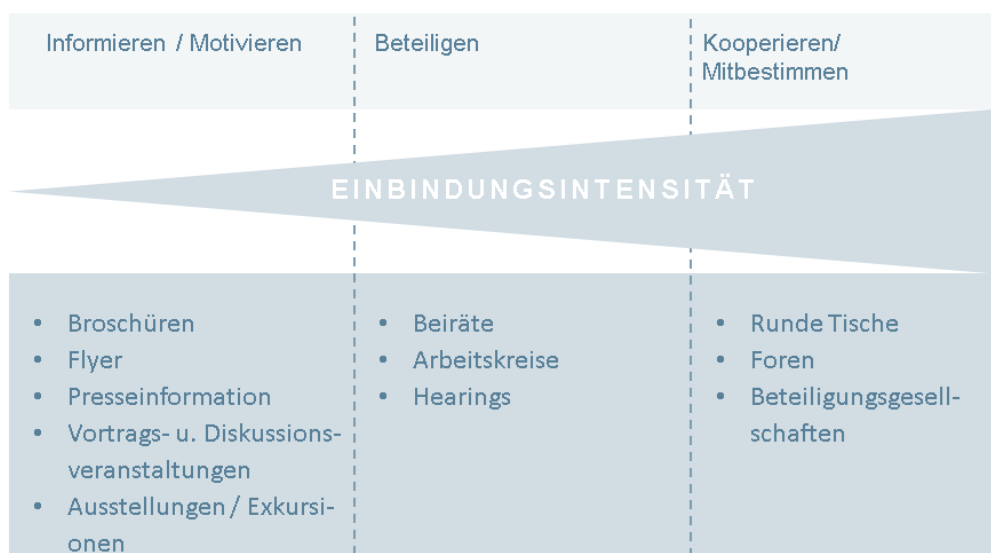 Informieren / Motivieren
Beteiligen
Kooperieren/
Mitbestimmen
EINBINDUNGSINTENSITÄT
• Broschüren
• Flyer
• Presseinformation
• Vortrags- u. Diskussions-
veranstaltungen
• Ausstellungen / Exkursi-
onen
• Beiräte
• Arbeitskreise
• Hearings
• Runde Tische
• Foren
• Beteiligungsgesell-
schaften